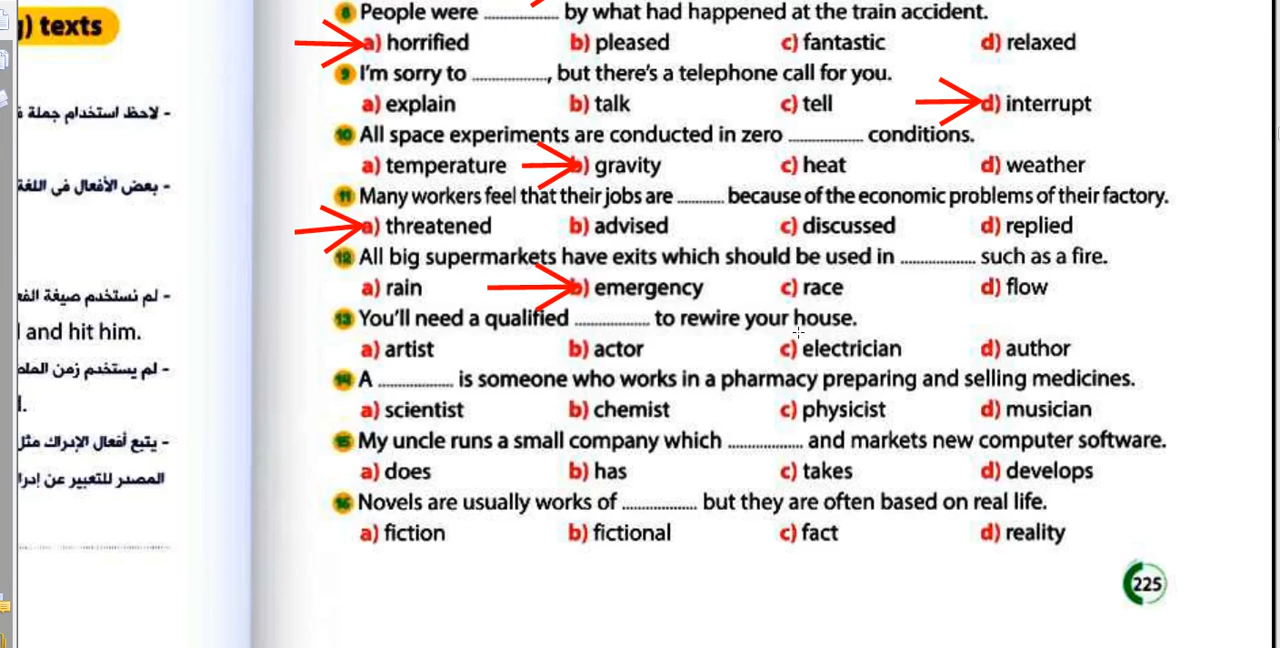 ) texts
- لاحظ استخدام جملة
- بعض الأفعال في اللغة
- لم نستخدم صيغة الفع
and hit him.
- لم يستخدم زمن الما
- يتبع أفعال الإدراك مثل
المصدر للتعبير عن إدرا
8 People were ............... by what had happened at the train accident.
a) horrified b) pleased c) fantastic d) relaxed
9 I'm sorry to ..............., but there's a telephone call for you.
a) explain b) talk c) tell d) interrupt
10 All space experiments are conducted in zero ............... conditions.
a) temperature b) gravity c) heat d) weather
11 Many workers feel that their jobs are ............ because of the economic problems of their factory.
a) threatened b) advised c) discussed d) replied
12 All big supermarkets have exits which should be used in ............... such as a fire.
a) rain b) emergency c) race d) flow
13 You'll need a qualified ............... to rewire your house.
a) artist b) actor c) electrician d) author
14 A ............... is someone who works in a pharmacy preparing and selling medicines.
a) scientist b) chemist c) physicist d) musician
15 My uncle runs a small company which ............... and markets new computer software.
a) does b) has c) takes d) develops
16 Novels are usually works of ............... but they are often based on real life.
a) fiction b) fictional c) fact d) reality
225